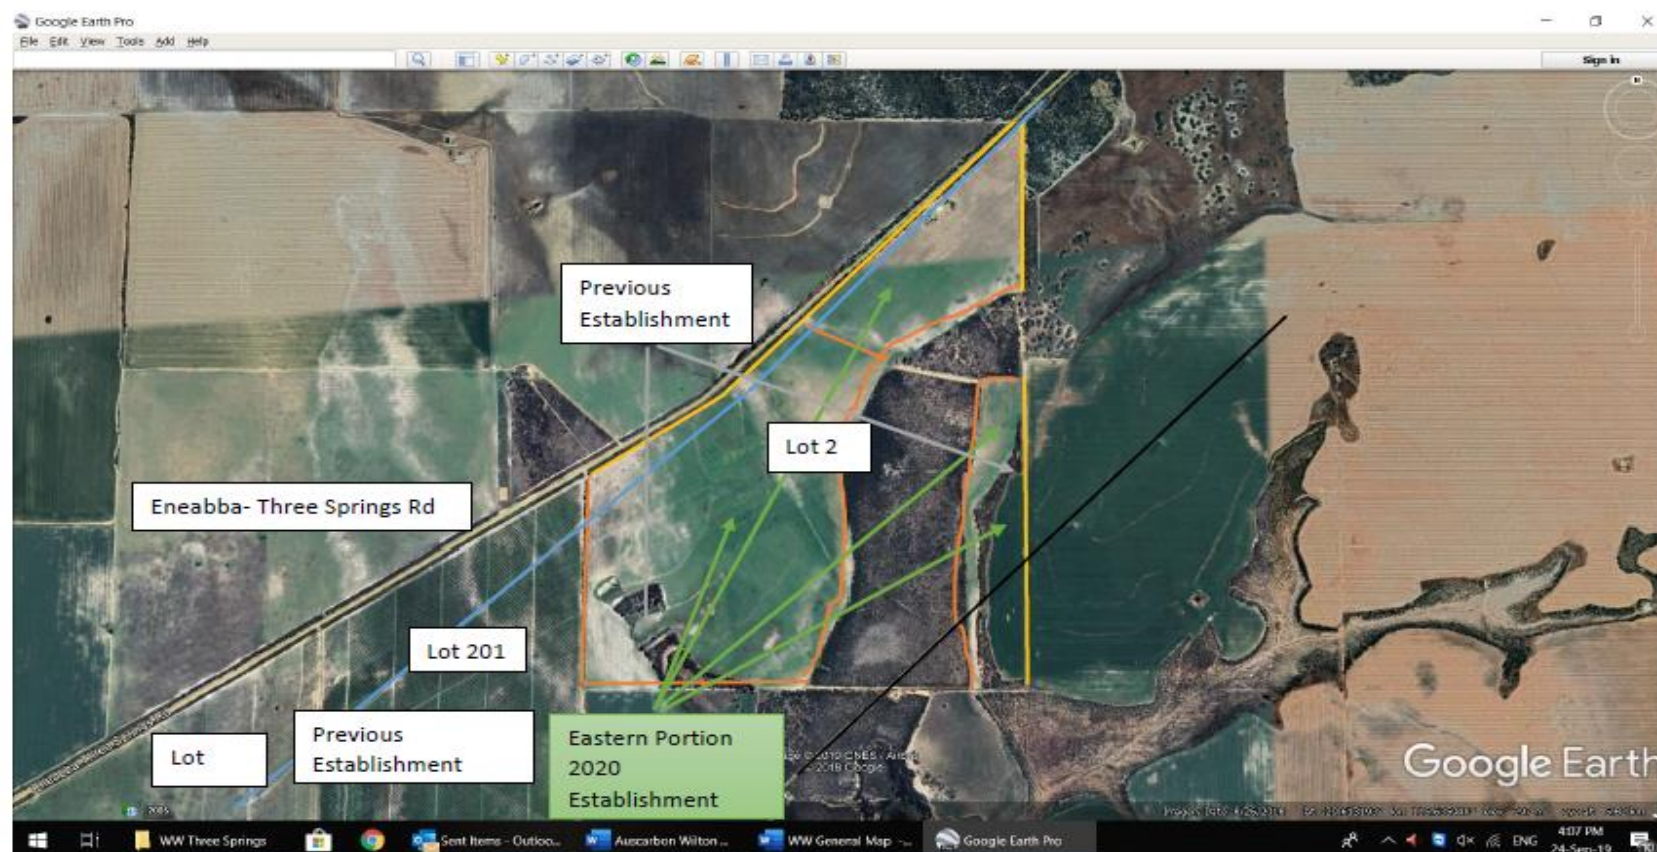 Google Earth Pro
File Edit View Tools Add Help
Sign in
Previous
Establishment
Lot 2
Eneabba- Three Springs Rd
Lot 201
Lot
Previous
Establishment
Eastern Portion
2020
Establishment
Google Earth
WW Three Springs
Sent Items - Outloo...
Auscarbon Wilton ...
WW General Map -...
Google Earth Pro
ENG
4:07 PM
24-Sep-19